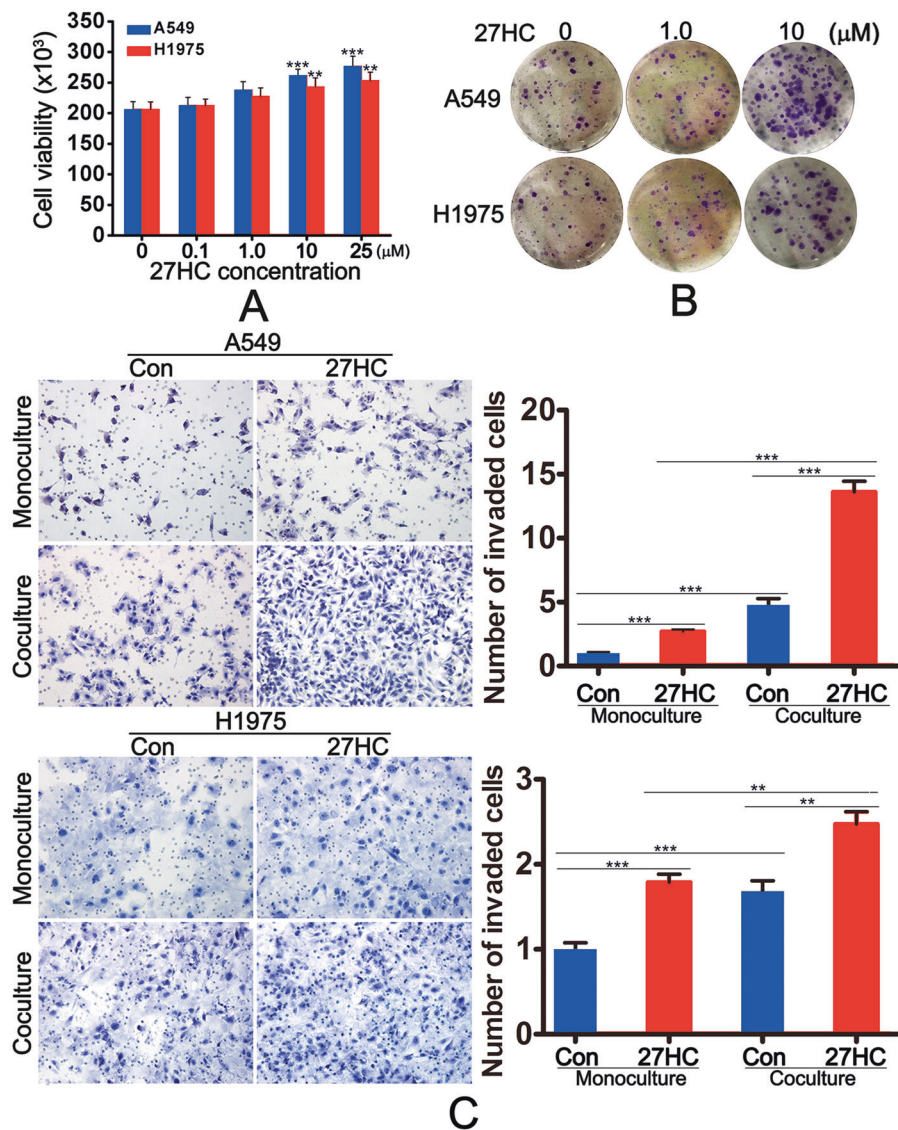 Cell viability (x10³)
350
300
250
200
150
100
50
0
A549
H1975
***
**
***
**
0 0.1 1.0 10 25 (μM)
27HC concentration
A
27HC 0 1.0 10 (μM)
A549
H1975
B
A549
Con 27HC
Monoculture
Coculture
Number of invaded cells
20
15
10
5
0
***
***
***
***
Con 27HC Con 27HC
Monoculture Coculture
H1975
Con 27HC
Monoculture
Coculture
Number of invaded cells
3
2
1
0
**
**
***
***
Con 27HC Con 27HC
Monoculture Coculture
C